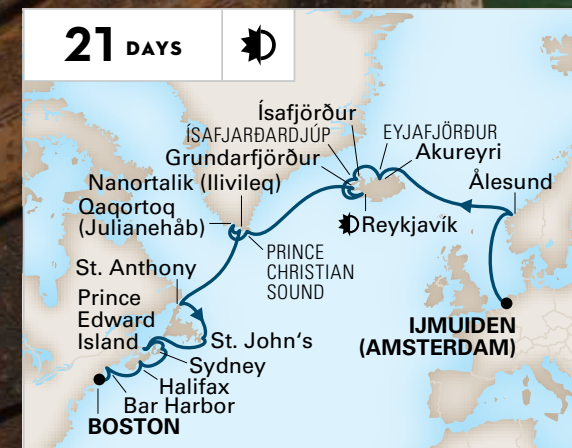 21 DAYS
Ísafjörður
ÍSAFJARÐARDJÚP
EYJAFJÖRÐUR
Grundarfjörður
Akureyri
Nanortalik (Ilivileq)
Ålesund
Qaqortoq
(Julianehåb)
Reykjavík
PRINCE
CHRISTIAN
SOUND
St. Anthony
Prince
Edward
Island
IJMUIDEN
(AMSTERDAM)
St. John‘s
Sydney
Halifax
Bar Harbor
BOSTON